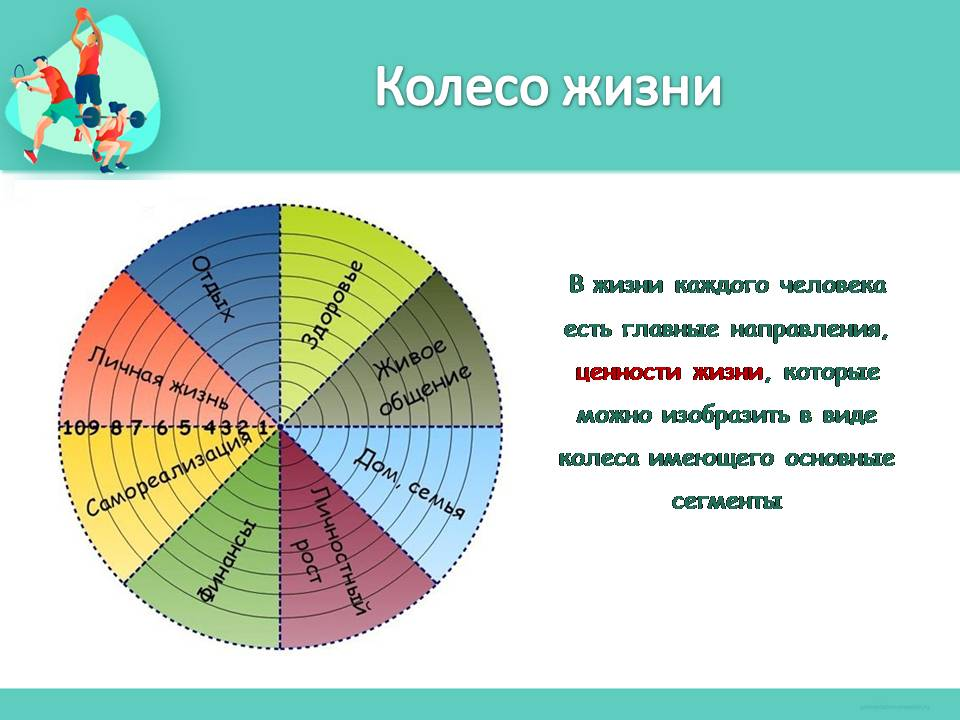 Колесо жизни
Отдых
Здоровье
Живое
общение
Личная жизнь
10 9 8 7 6 5 4 3 2 1
Самореализация
Дом, семья
Финансы
Личностный
рост
В жизни каждого человека
есть главные направления,
ценности жизни, которые
можно изобразить в виде
колеса имеющего основные
сегменты